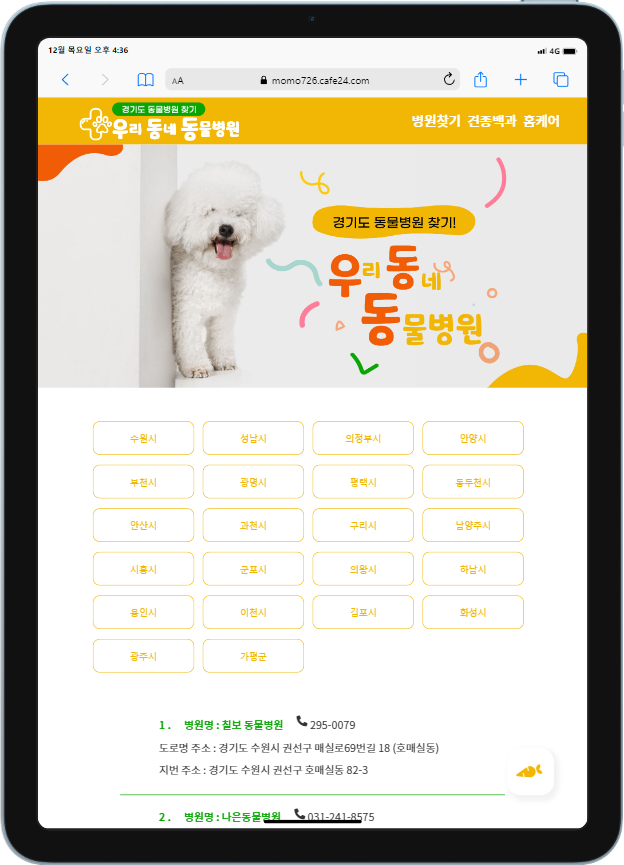 12월 목요일 오후 4:36
4G
AA
momo726.cafe24.com
경기도 동물병원 찾기
우리 동네 동물병원
병원찾기 견종백과 홈케어
경기도 동물병원 찾기!
우리 동네
동물병원
수원시 성남시 의정부시 안양시
부천시 광명시 평택시 동두천시
안산시 과천시 구리시 남양주시
시흥시 군포시 의왕시 하남시
용인시 이천시 김포시 화성시
광주시 가평군
1 . 병원명 : 칠보 동물병원 295-0079
도로명 주소 : 경기도 수원시 권선구 매실로69번길 18 (호매실동)
지번 주소 : 경기도 수원시 권선구 호매실동 82-3
2 . 병원명 : 나은동물병원 031-241-8575